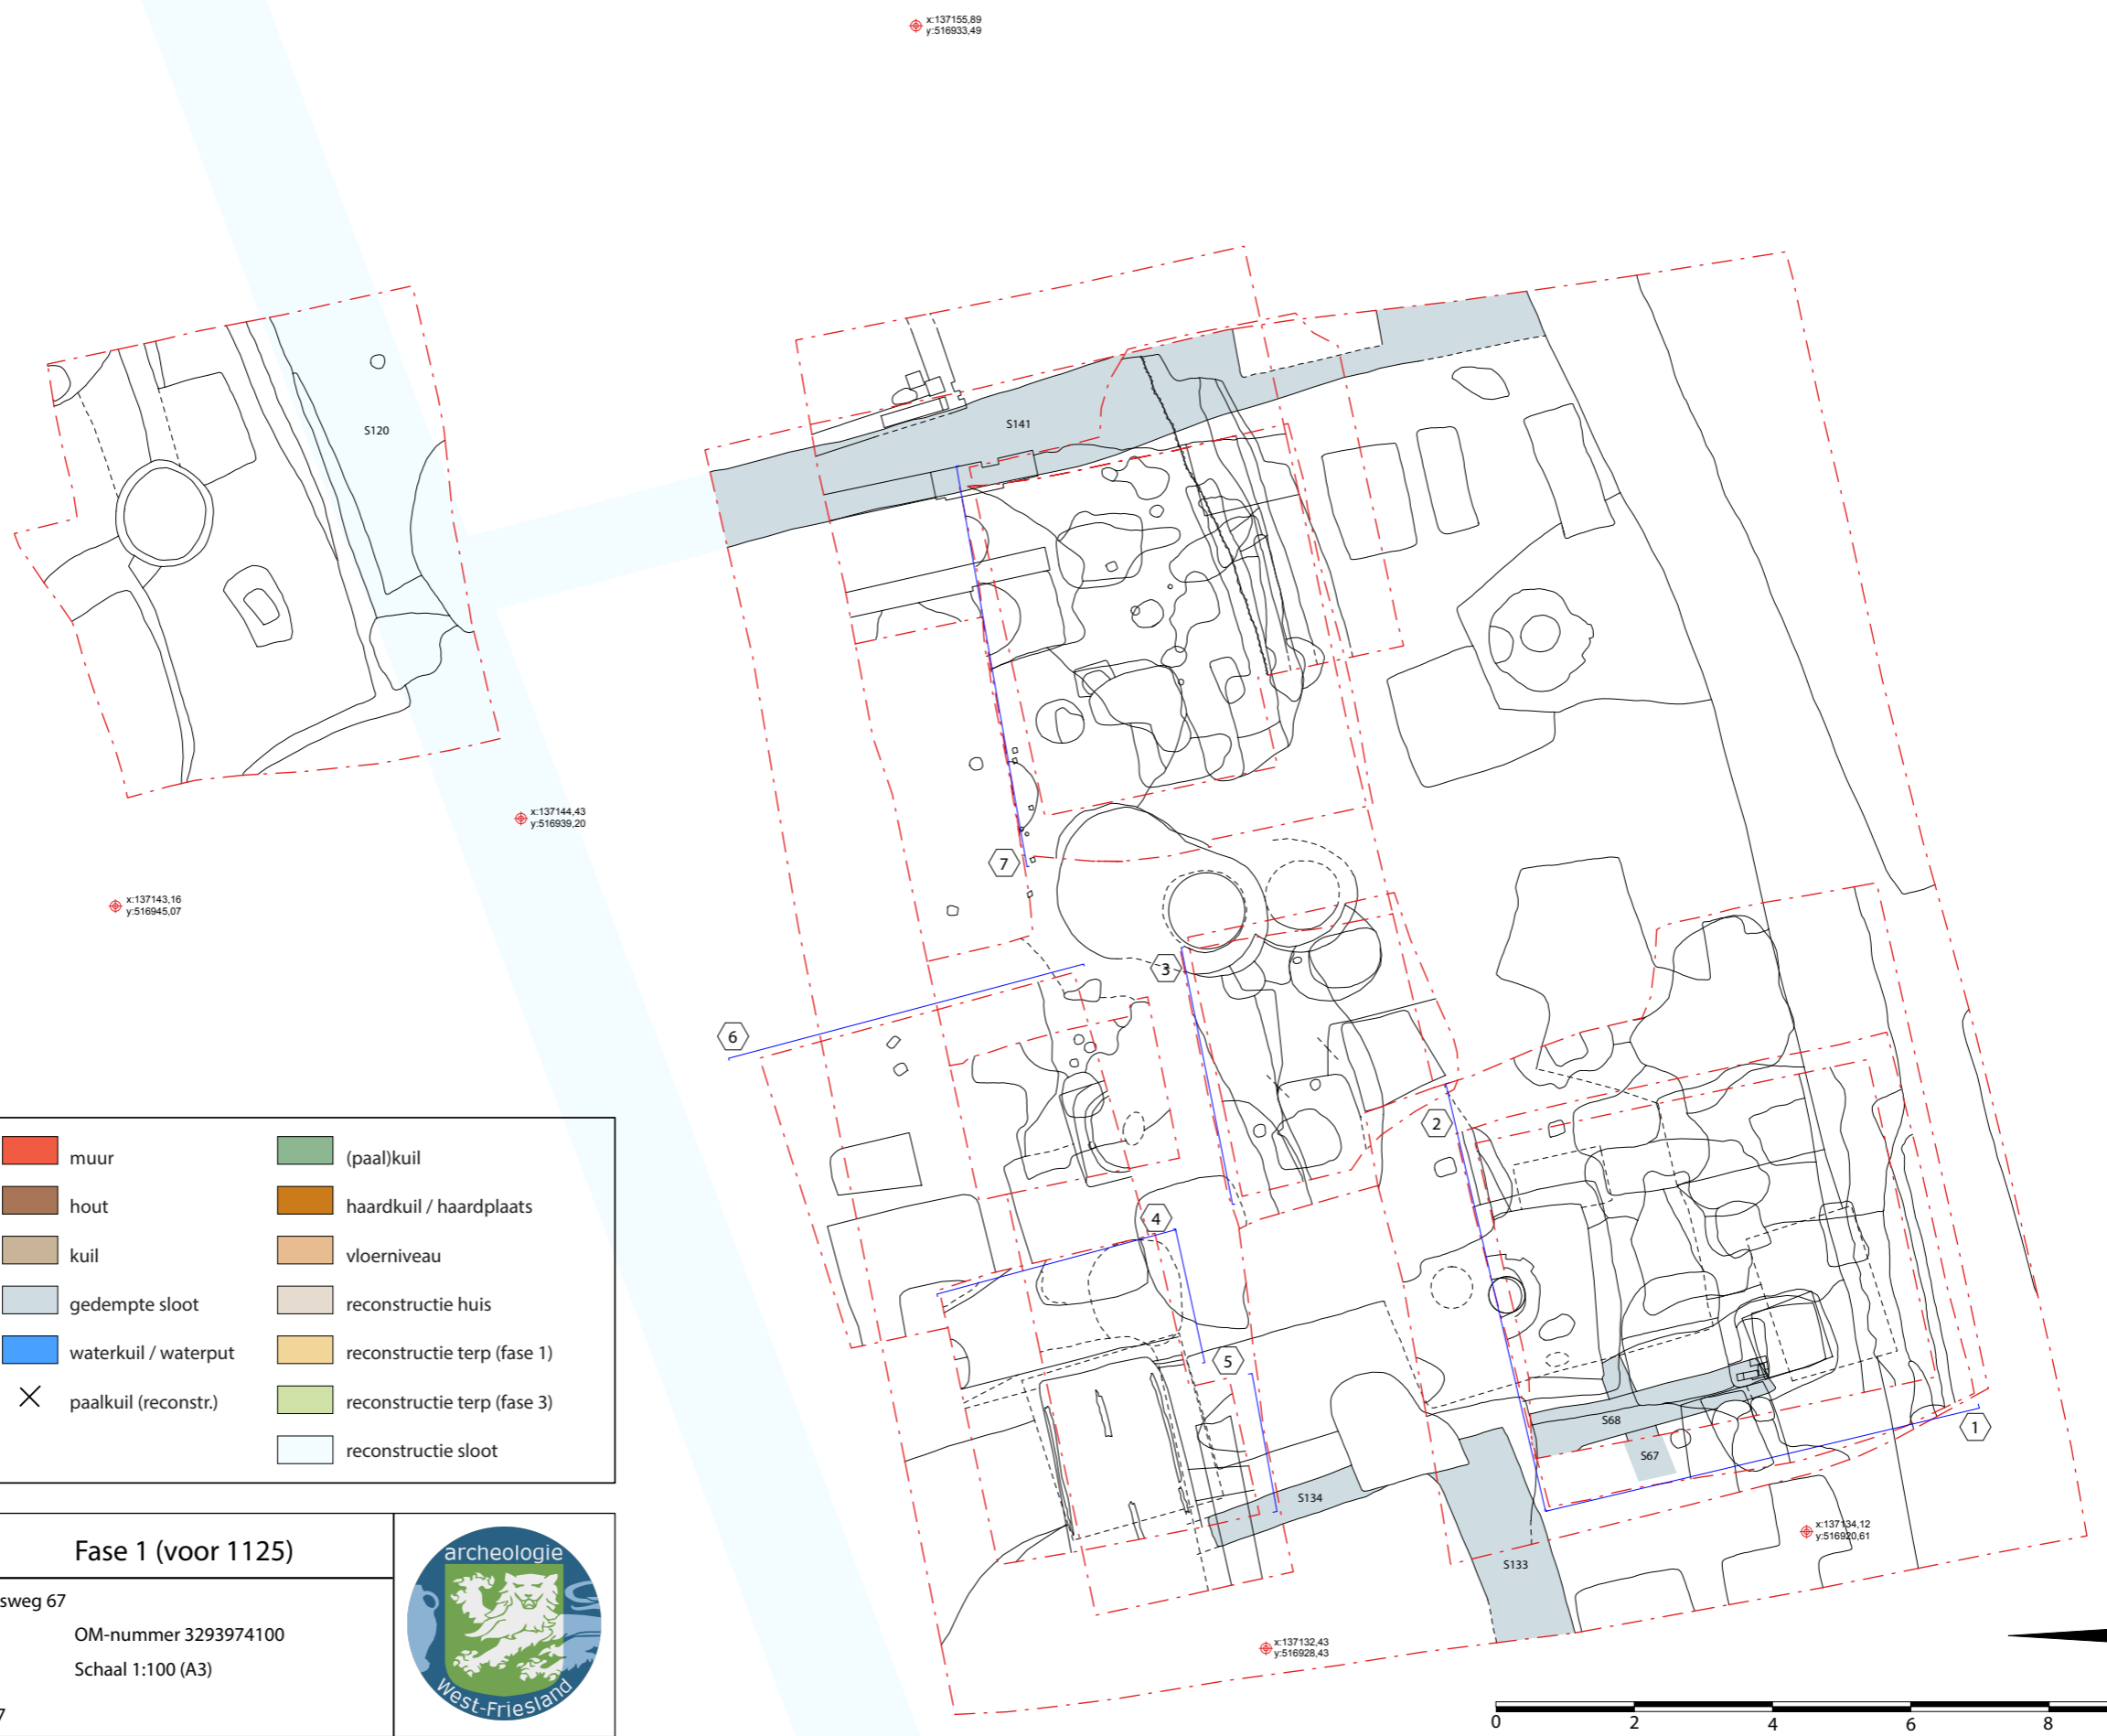 x:137155,89
y:516933,49
S120
S141
x:137144,43
y:516939,20
7
x:137143,16
y:516945,07
3
6
2
4
5
1
S68
S67
S134
S133
x:137134,12
y:516920,61
x:137132,43
y:516928,43
muur
hout
kuil
gedempte sloot
waterkuil / waterput
paalkuil (reconstr.)
(paal)kuil
haardkuil / haardplaats
vloerniveau
reconstructie huis
reconstructie terp (fase 1)
reconstructie terp (fase 3)
reconstructie sloot
Fase 1 (voor 1125)
sweg 67
OM-nummer 3293974100
Schaal 1:100 (A3)
7
archeologie
West-Friesland
0 2 4 6 8